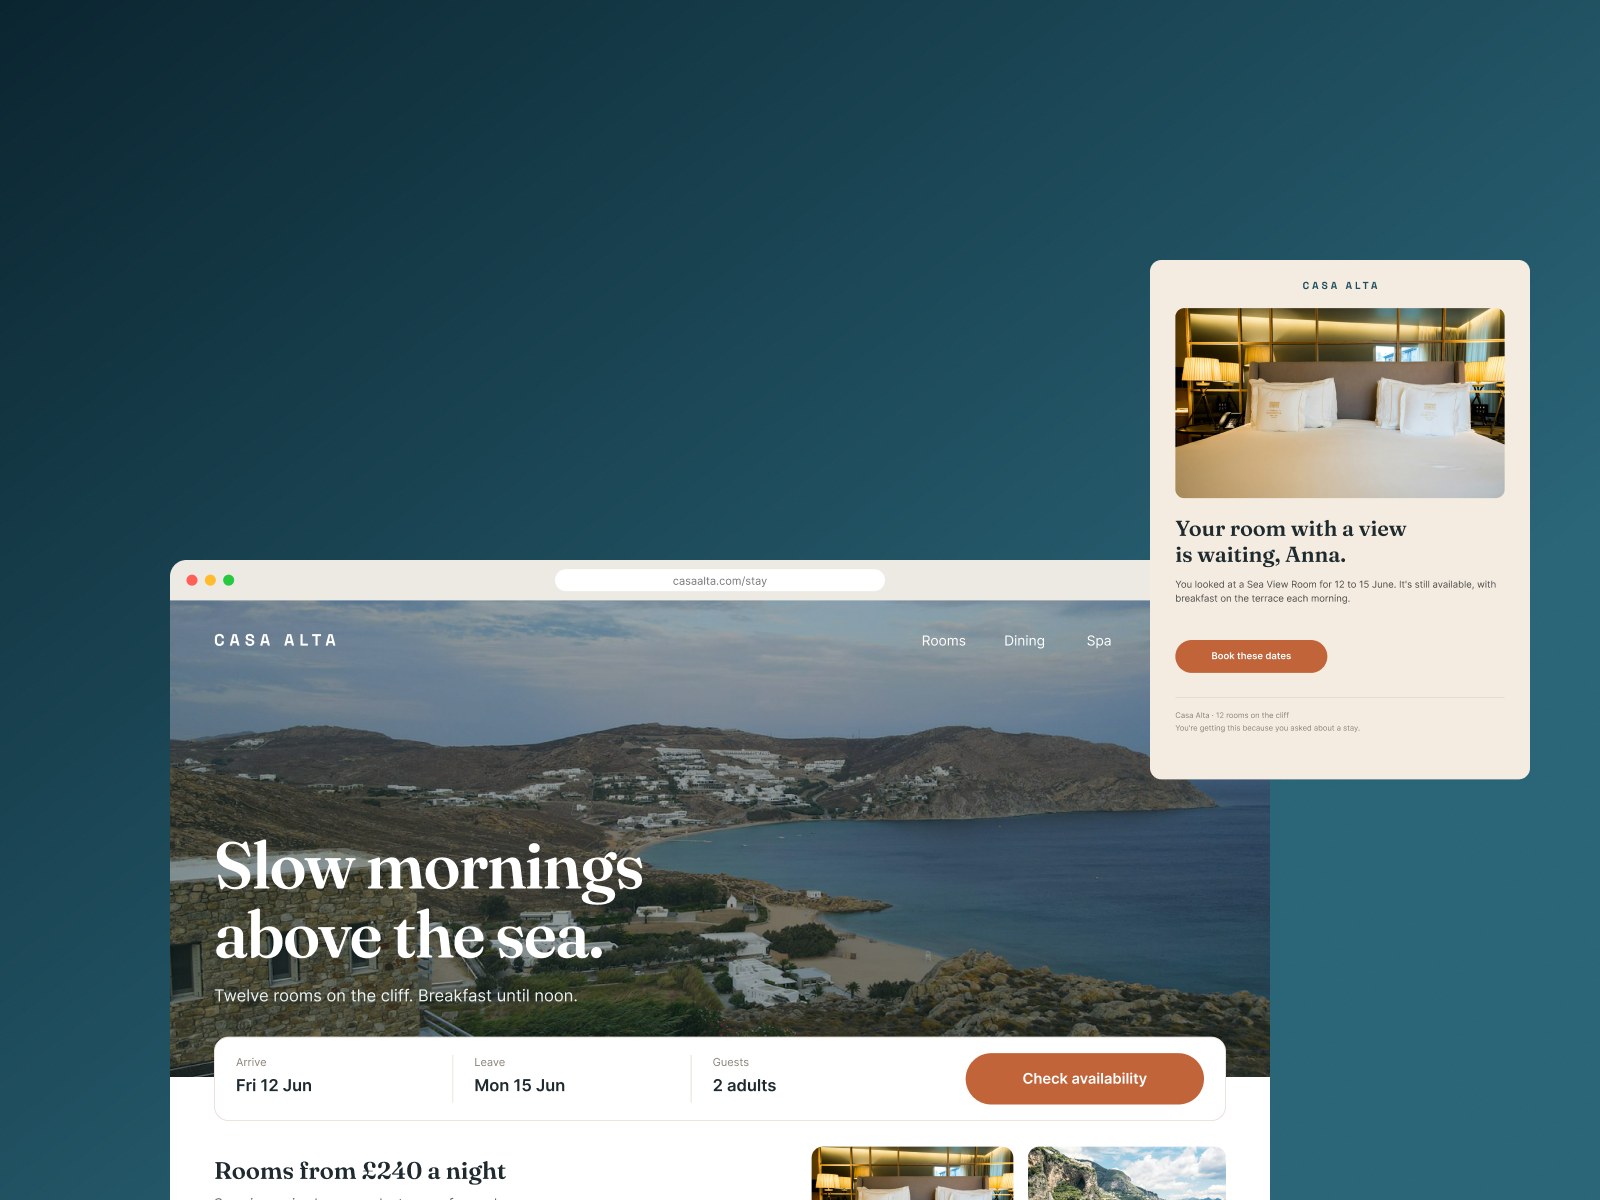 CASA ALTA
Your room with a view
is waiting, Anna.
You looked at a Sea View Room for 12 to 15 June. It's still available, with
breakfast on the terrace each morning.
Book these dates
Casa Alta · 12 rooms on the cliff
You're getting this because you asked about a stay.
casaalta.com/stay
CASA ALTA
Rooms Dining Spa
Slow mornings
above the sea.
Twelve rooms on the cliff. Breakfast until noon.
Arrive Leave Guests
Fri 12 Jun Mon 15 Jun 2 adults
Check availability
Rooms from £240 a night